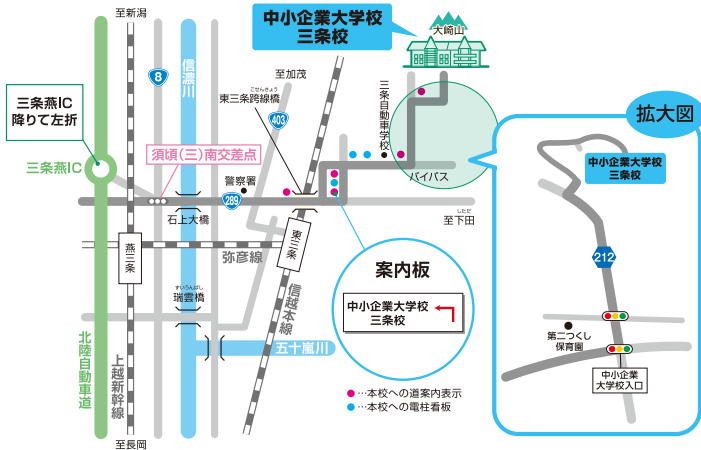 至新潟
中小企業大学校
三条校
大崎山
8
信濃川
至加茂
こせんきょう
東三条跨線橋
403
三条自動車学校
三条燕IC
降りて左折
三条燕IC
須頃(三)南交差点
警察署
289
石上大橋
バイパス
しただ
至下田
燕三条
弥彦線
東三条
ずいうんばし
瑞雲橋
信越本線
五十嵐川
北陸自動車道
上越新幹線
至長岡
案内板
中小企業大学校
三条校
●…本校への道案内表示
●…本校への電柱看板
拡大図
中小企業大学校
三条校
212
第二つくし
保育園
中小企業
大学校入口